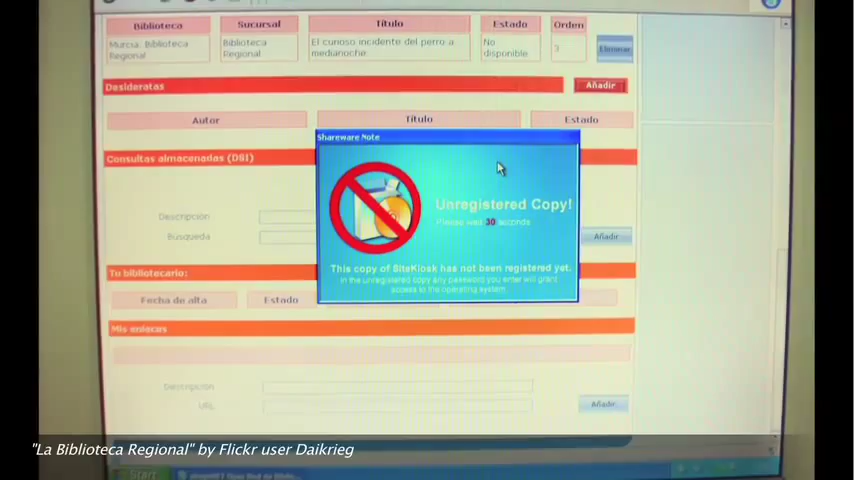 Biblioteca Sucursal Título Estado Orden
Murcia: Biblioteca Regional
Biblioteca Regional
El curioso incidente del perro a medianoche
No disponible
3
Eliminar
Desideratas
Añadir
Autor Título Estado
Shareware Note
Unregistered Copy!
Please wait 30 seconds
This copy of SiteKiosk has not been registered yet.
In the unregistered copy any password you enter will grant
access to the operating system.
Consultas almacenadas (DSI)
Descripción
Búsqueda
Añadir
Tu bibliotecario:
Fecha de alta Estado
Mis enlaces
Descripción
URL
Añadir
"La Biblioteca Regional" by Flickr user Daikrieg
Start